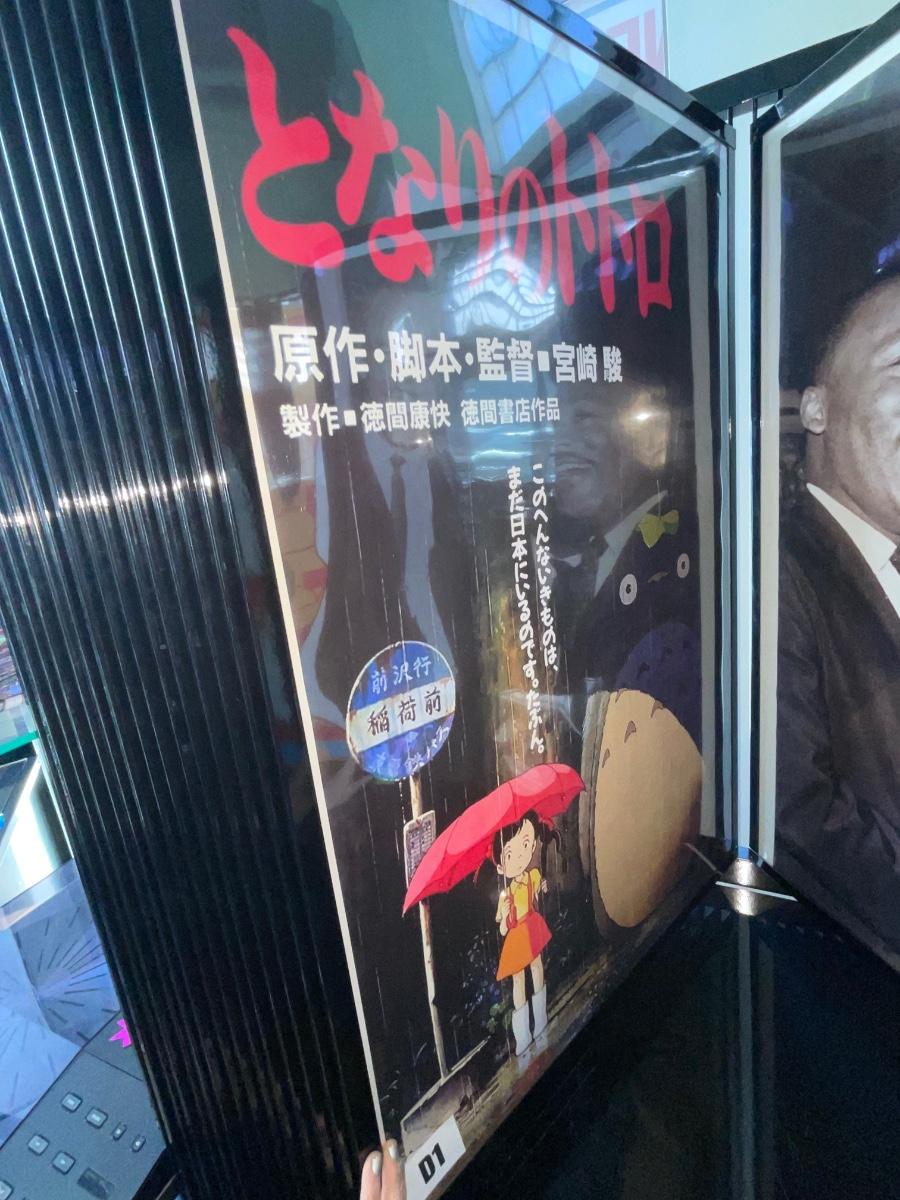 となりのトトロ
原作・脚本・監督■宮崎 駿
製作■徳間康快 徳間書店作品
このへんないきものは、
まだ日本にいるのです。たぶん。
前沢行
稲荷前
D1